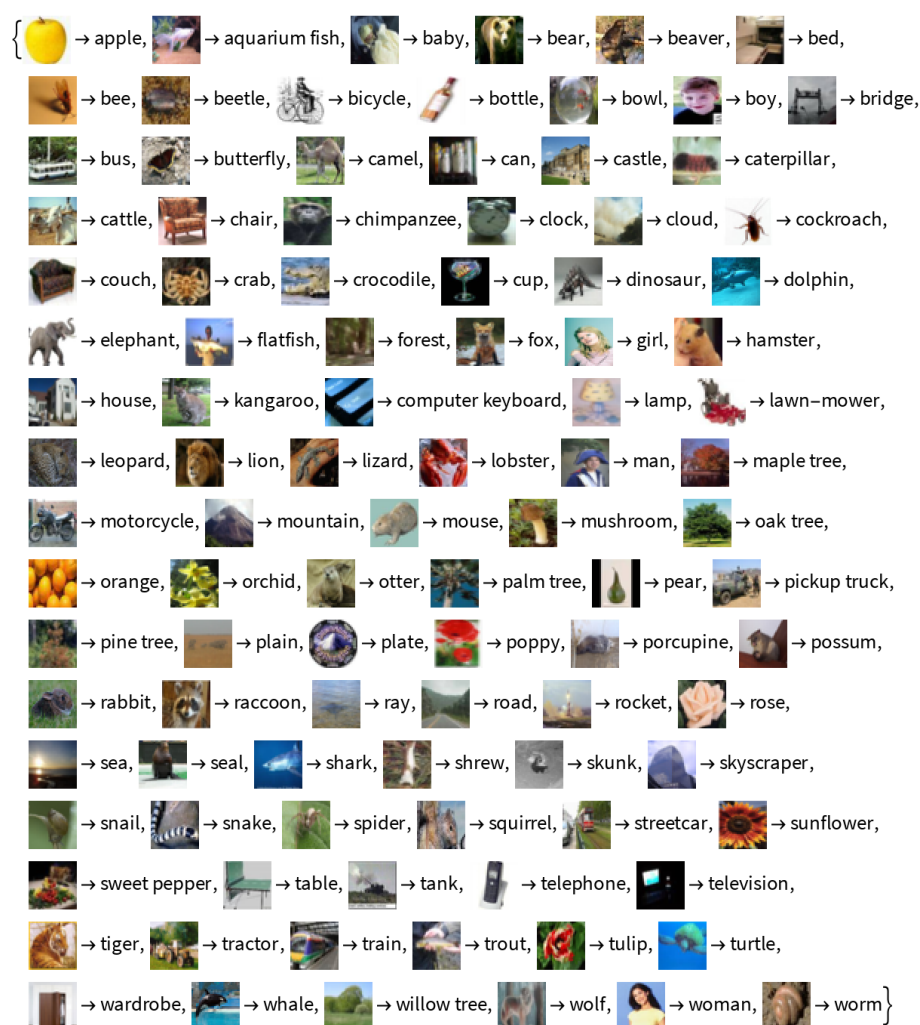 { → apple, → aquarium fish, → baby, → bear, → beaver, → bed,
→ bee, → beetle, → bicycle, → bottle, → bowl, → boy, → bridge,
→ bus, → butterfly, → camel, → can, → castle, → caterpillar,
→ cattle, → chair, → chimpanzee, → clock, → cloud, → cockroach,
→ couch, → crab, → crocodile, → cup, → dinosaur, → dolphin,
→ elephant, → flatfish, → forest, → fox, → girl, → hamster,
→ house, → kangaroo, → computer keyboard, → lamp, → lawn–mower,
→ leopard, → lion, → lizard, → lobster, → man, → maple tree,
→ motorcycle, → mountain, → mouse, → mushroom, → oak tree,
→ orange, → orchid, → otter, → palm tree, → pear, → pickup truck,
→ pine tree, → plain, → plate, → poppy, → porcupine, → possum,
→ rabbit, → raccoon, → ray, → road, → rocket, → rose,
→ sea, → seal, → shark, → shrew, → skunk, → skyscraper,
→ snail, → snake, → spider, → squirrel, → streetcar, → sunflower,
→ sweet pepper, → table, → tank, → telephone, → television,
→ tiger, → tractor, → train, → trout, → tulip, → turtle,
→ wardrobe, → whale, → willow tree, → wolf, → woman, → worm}